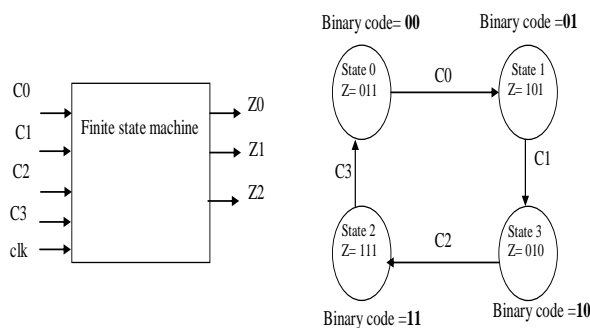 C0
C1
C2
C3
clk
Finite state machine
Z0
Z1
Z2
Binary code= 00
Binary code=01
State 0
Z= 011
C0
State 1
Z= 101
C3
C1
State 2
Z= 111
C2
State 3
Z= 010
Binary code =11
Binary code =10